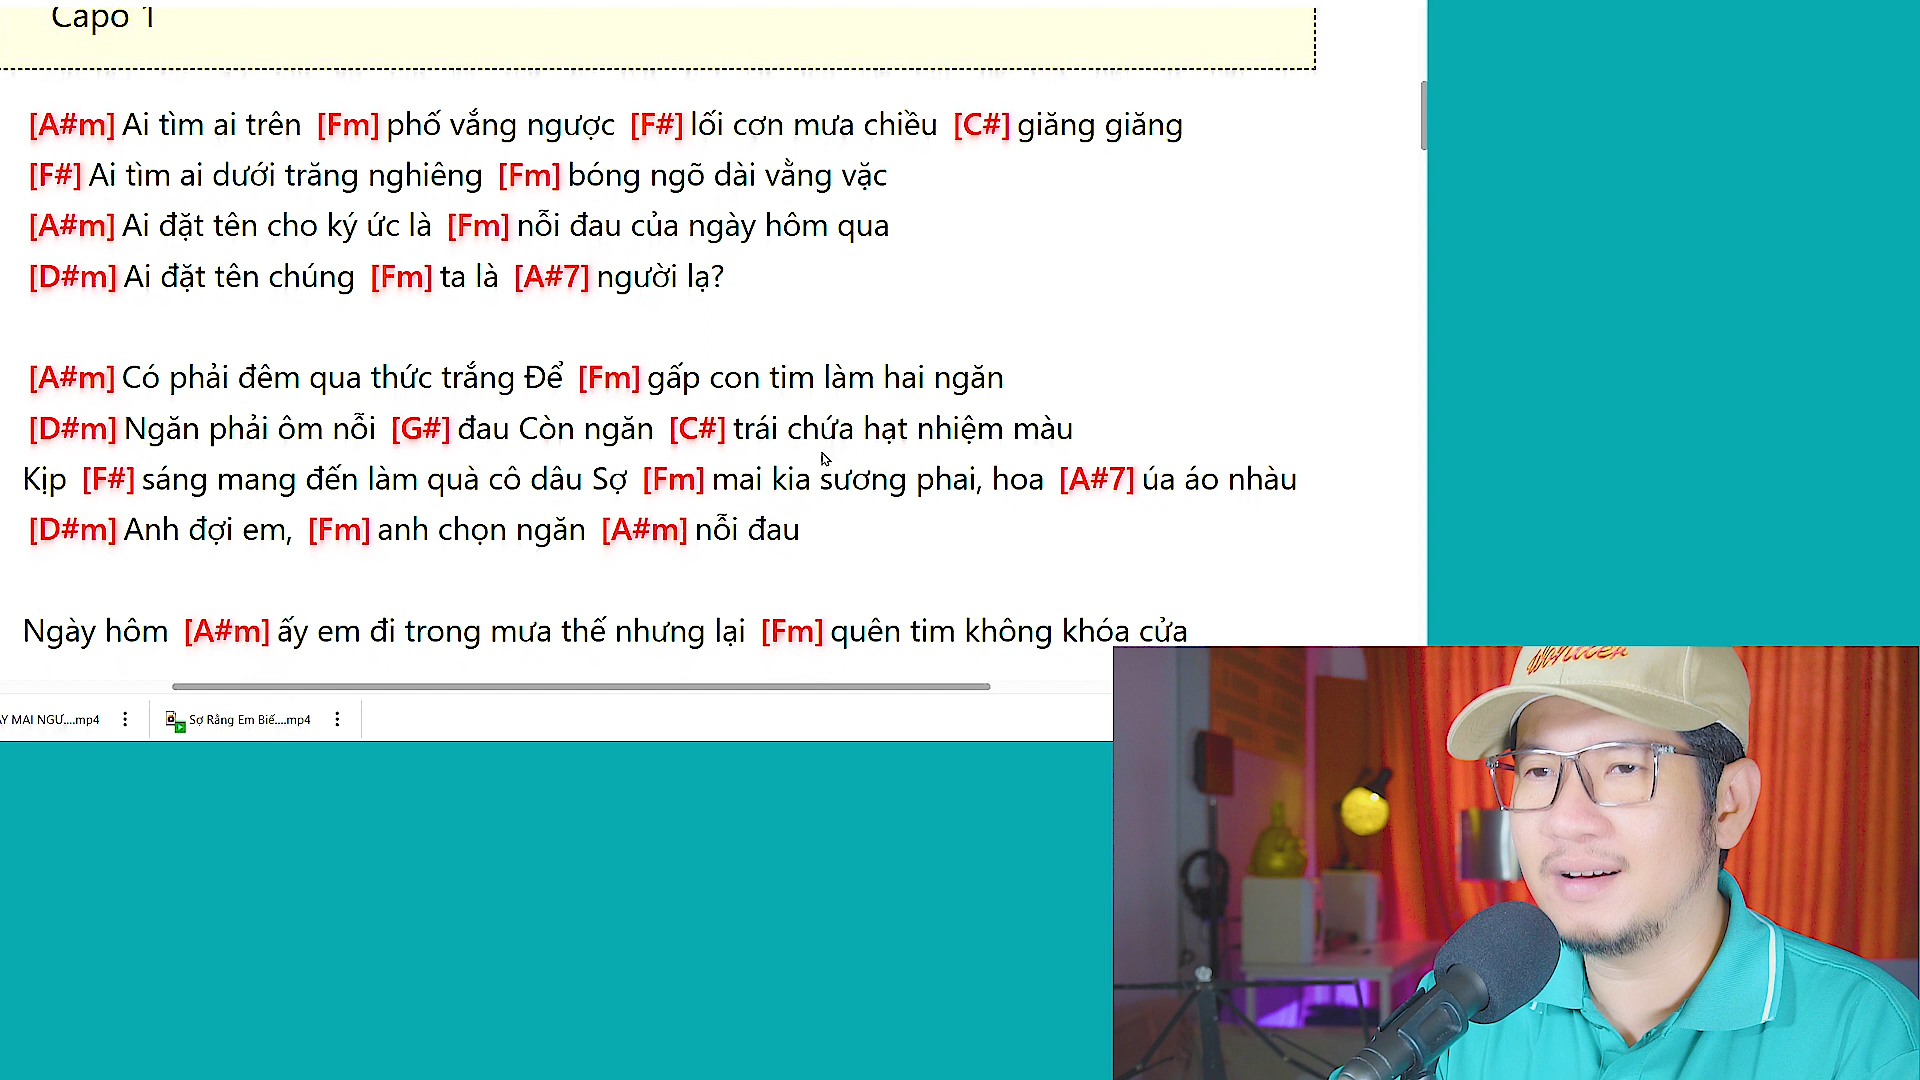 Capo 1
[A#m] Ai tìm ai trên [Fm] phố vắng ngược [F#] lối cơn mưa chiều [C#] giăng giăng
[F#] Ai tìm ai dưới trăng nghiêng [Fm] bóng ngõ dài vằng vặc
[A#m] Ai đặt tên cho ký ức là [Fm] nỗi đau của ngày hôm qua
[D#m] Ai đặt tên chúng [Fm] ta là [A#7] người lạ?
[A#m] Có phải đêm qua thức trắng Để [Fm] gấp con tim làm hai ngăn
[D#m] Ngăn phải ôm nỗi [G#] đau Còn ngăn [C#] trái chứa hạt nhiệm màu
Kịp [F#] sáng mang đến làm quà cô dâu Sợ [Fm] mai kia sương phai, hoa [A#7] úa áo nhàu
[D#m] Anh đợi em, [Fm] anh chọn ngăn [A#m] nỗi đau
Ngày hôm [A#m] ấy em đi trong mưa thế nhưng lại [Fm] quên tim không khóa cửa
AY MAI NGƯ....mp4
Sợ Rằng Em Biế....mp4